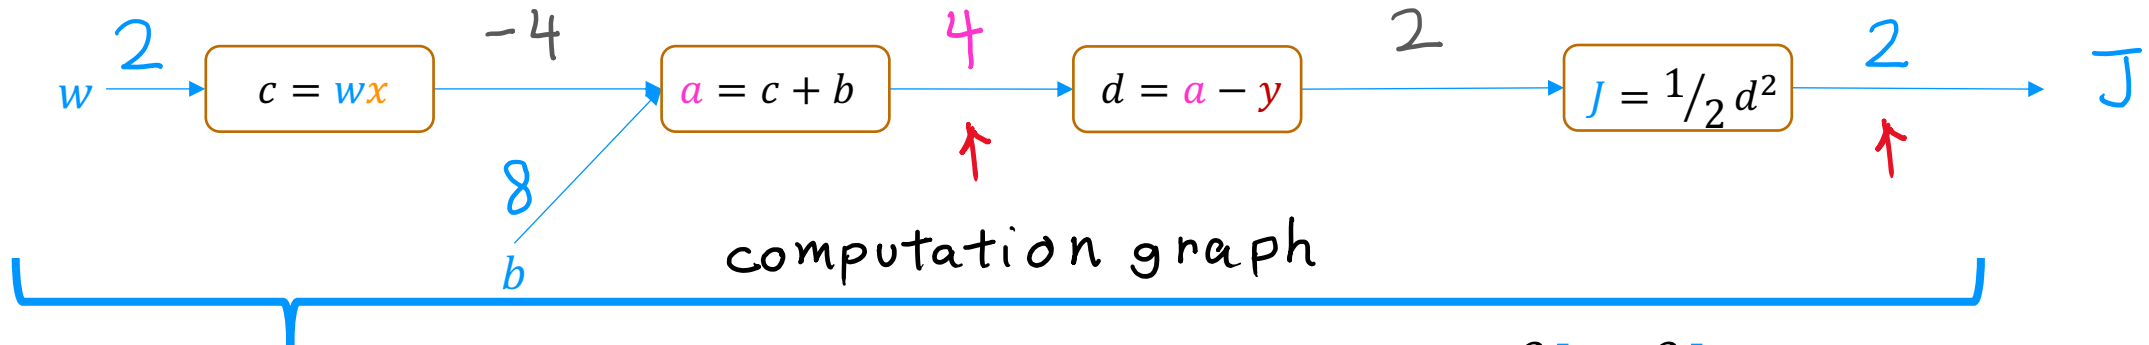 2 -4 4 2 2
w c = wx a = c + b d = a − y J = 1/2 d² J
8
b
computation graph